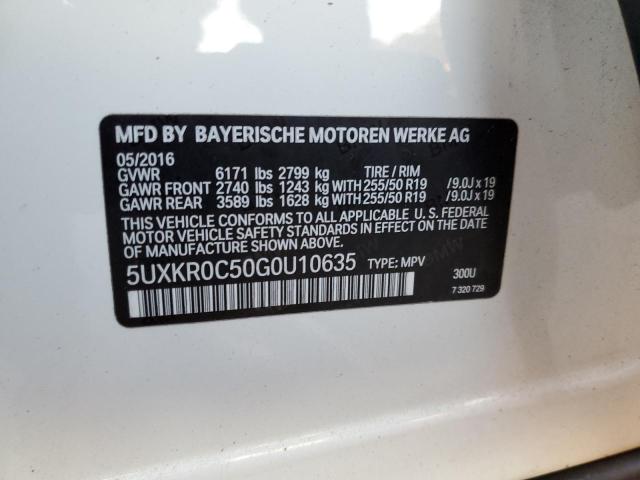 MFD BY BAYERISCHE MOTOREN WERKE AG
05/2016
GVWR 6171 lbs 2799 kg TIRE / RIM
GAWR FRONT 2740 lbs 1243 kg WITH 255/50 R19 / 9.0J x 19
GAWR REAR 3589 lbs 1628 kg WITH 255/50 R19 / 9.0J x 19
THIS VEHICLE CONFORMS TO ALL APPLICABLE U. S. FEDERAL
MOTOR VEHICLE SAFETY STANDARDS IN EFFECT ON THE DATE
OF MANUFACTURE SHOWN ABOVE.
5UXKR0C50G0U10635 TYPE: MPV
300U
7 320 729